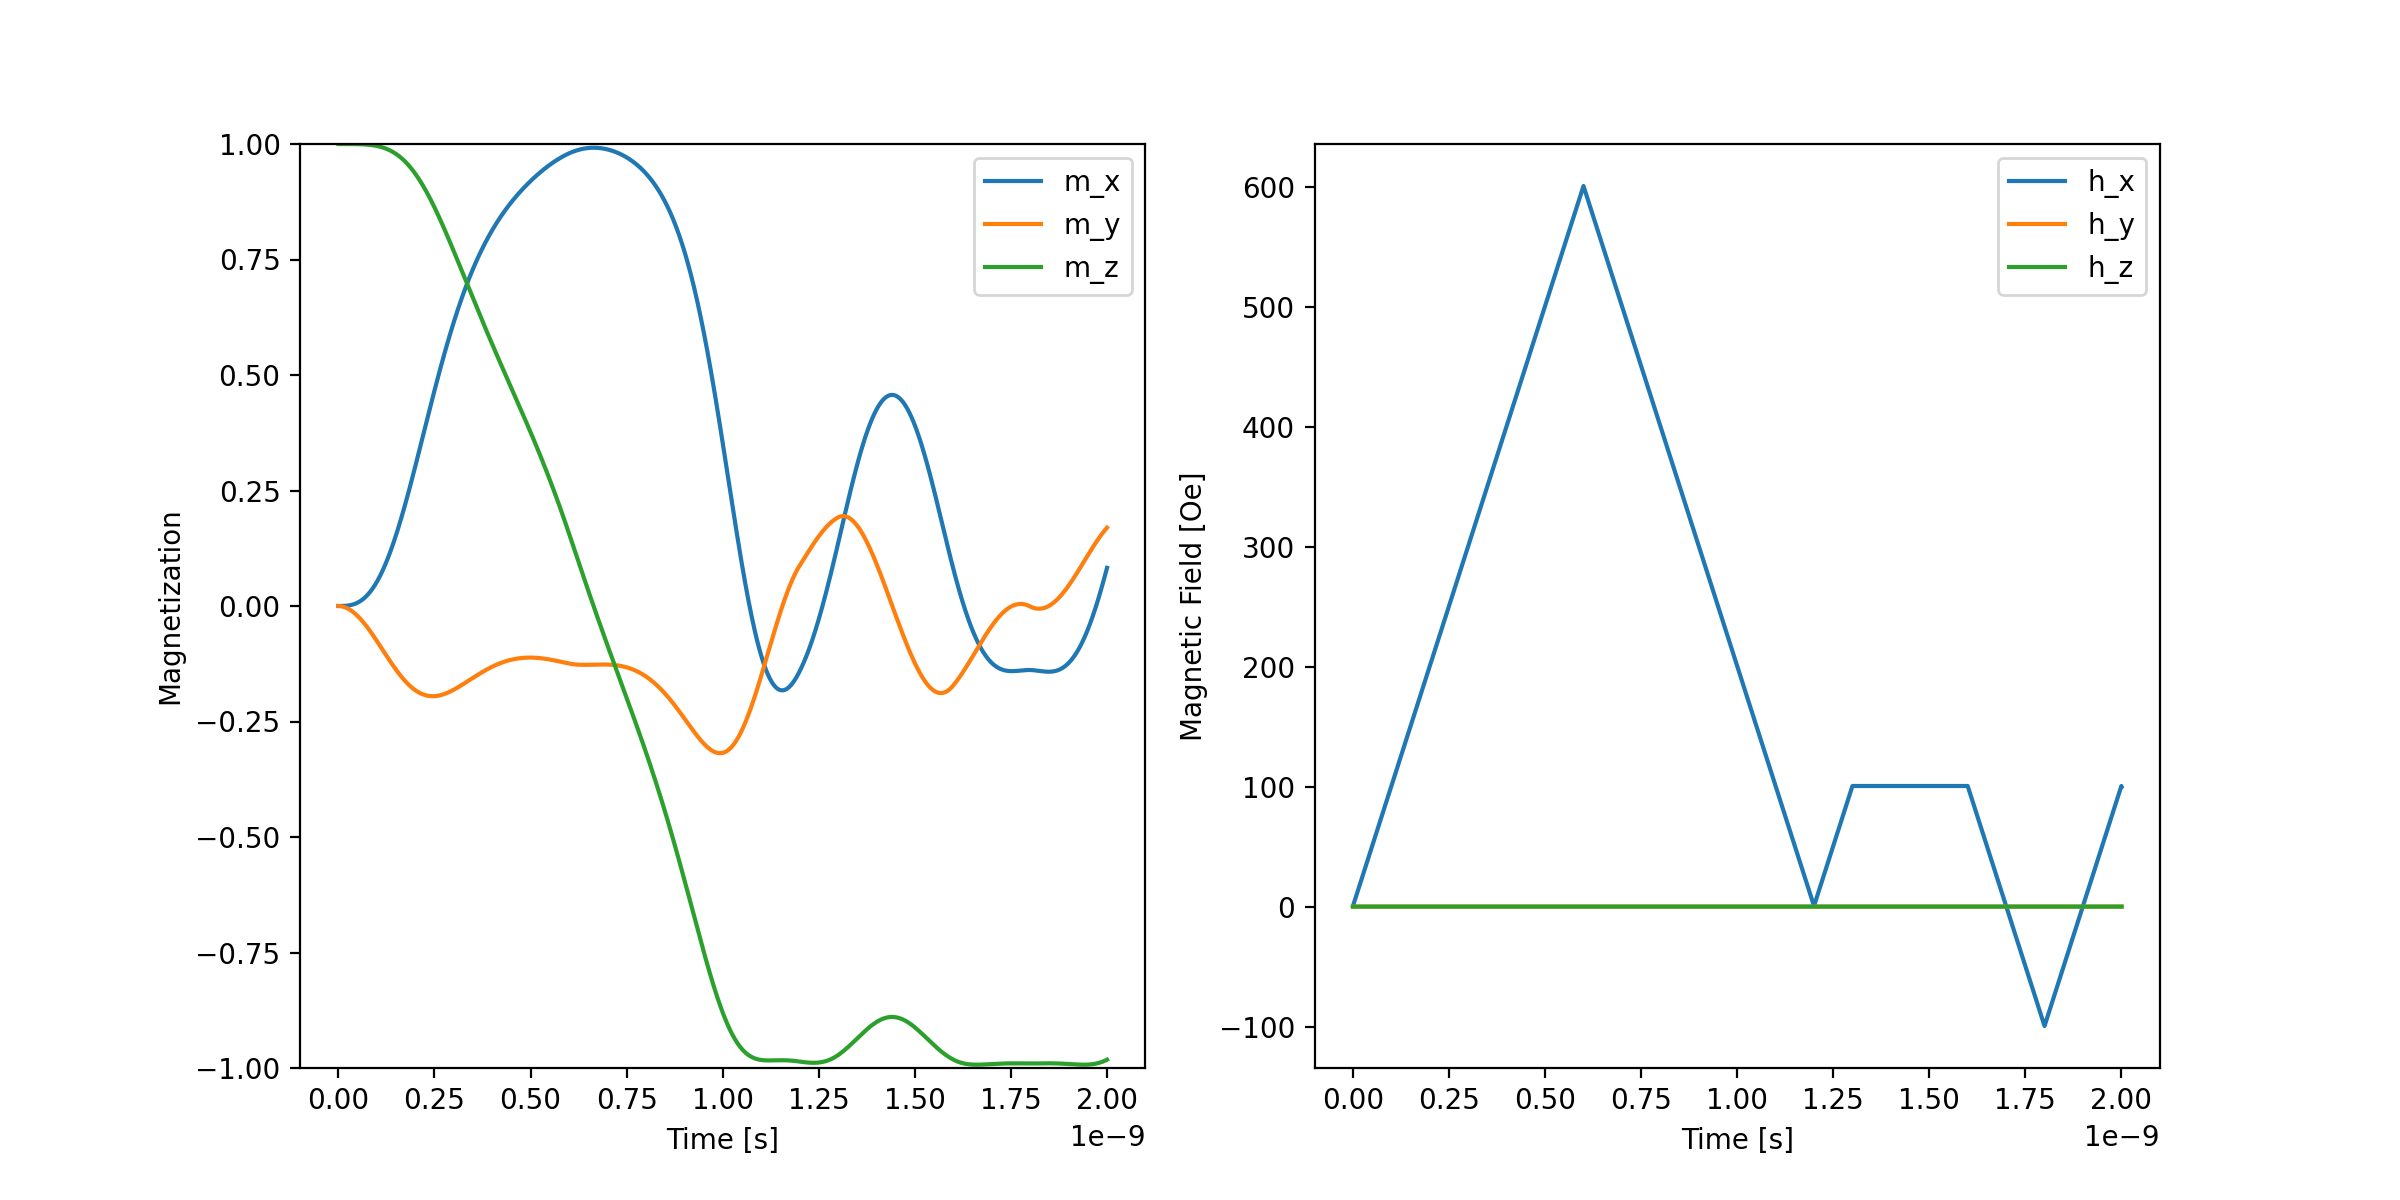 Magnetization
1.00
0.75
0.50
0.25
0.00
−0.25
−0.50
−0.75
−1.00
m_x
m_y
m_z
0.00 0.25 0.50 0.75 1.00 1.25 1.50 1.75 2.00
Time [s]
1e−9
Magnetic Field [Oe]
600
500
400
300
200
100
0
−100
h_x
h_y
h_z
0.00 0.25 0.50 0.75 1.00 1.25 1.50 1.75 2.00
Time [s]
1e−9